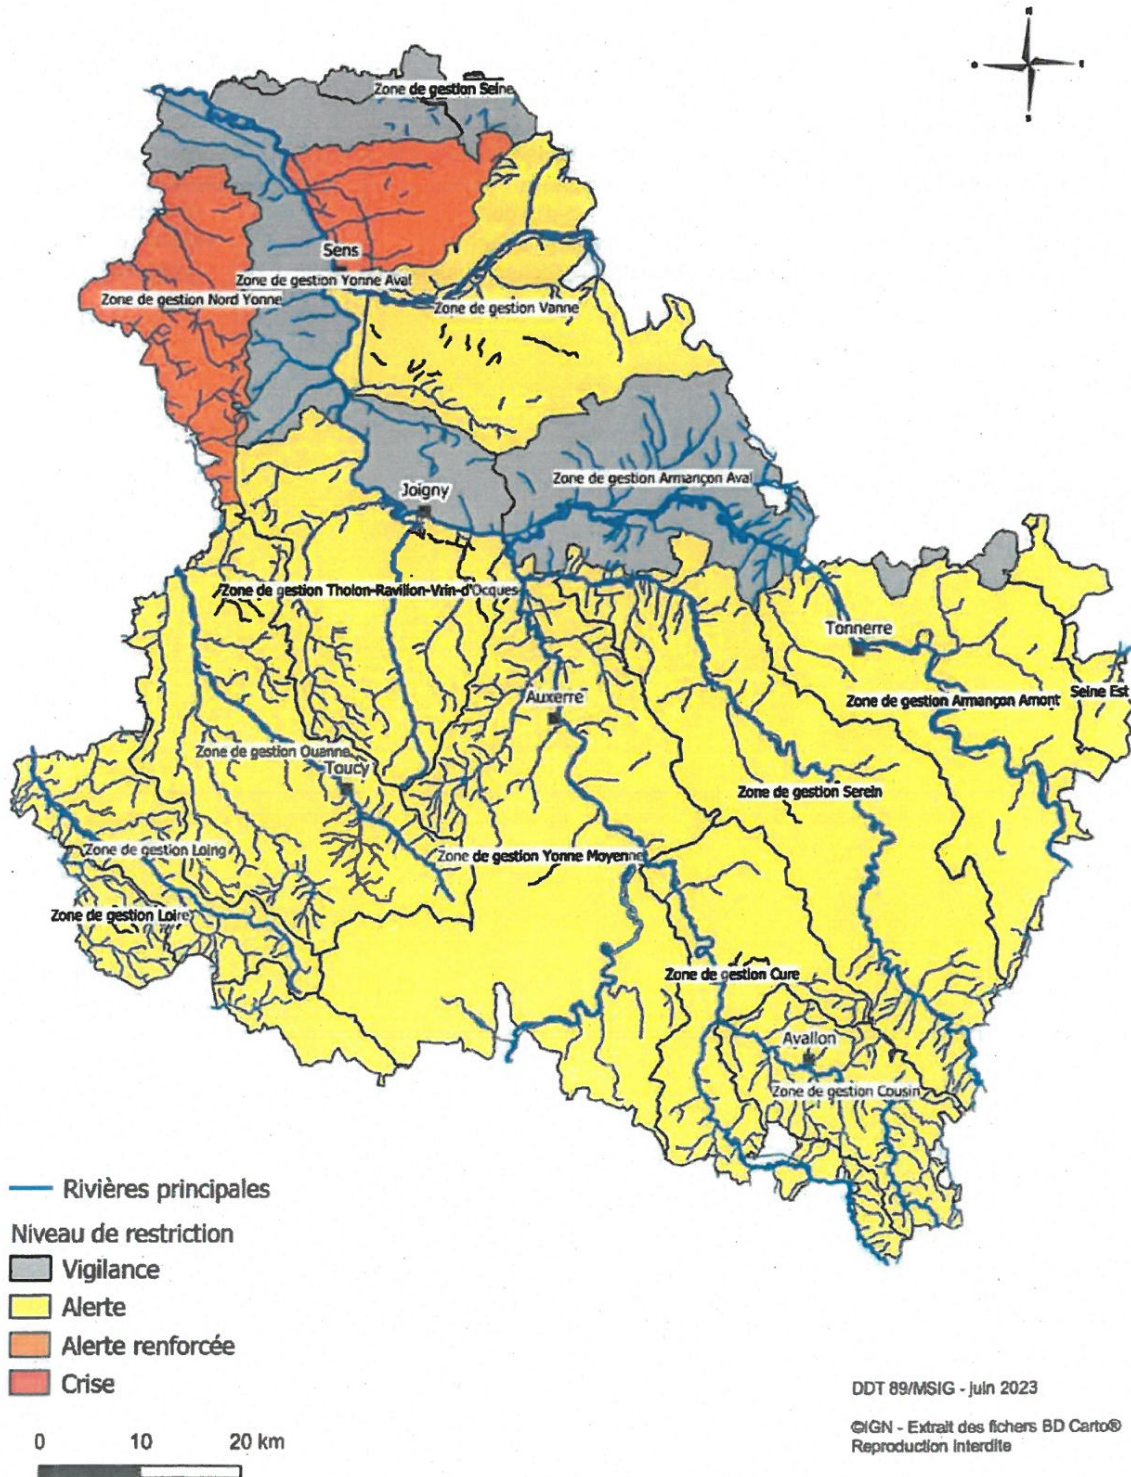 Zone de gestion Seine
Sens
Zone de gestion Yonne Aval
Zone de gestion Nord Yonne
Zone de gestion Vanne
Zone de gestion Armançon Aval
Joigny
Zone de gestion Tholon-Ravillon-Vrin-d'Ocques
Tonnerre
Auxerre
Zone de gestion Armançon Amont
Seine Est
Zone de gestion Ouanne
Toucy
Zone de gestion Serein
Zone de gestion Loing
Zone de gestion Yonne Moyenne
Zone de gestion Loire
Zone de gestion Cure
Avallon
Zone de gestion Cousin
Rivières principales
Niveau de restriction
Vigilance
Alerte
Alerte renforcée
Crise
DDT 89/MSIG - juin 2023
©IGN - Extrait des fichers BD Carto®
Reproduction interdite
0 10 20 km